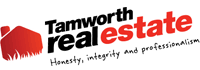 Tamworth
real estate
Honesty, integrity and professionalism